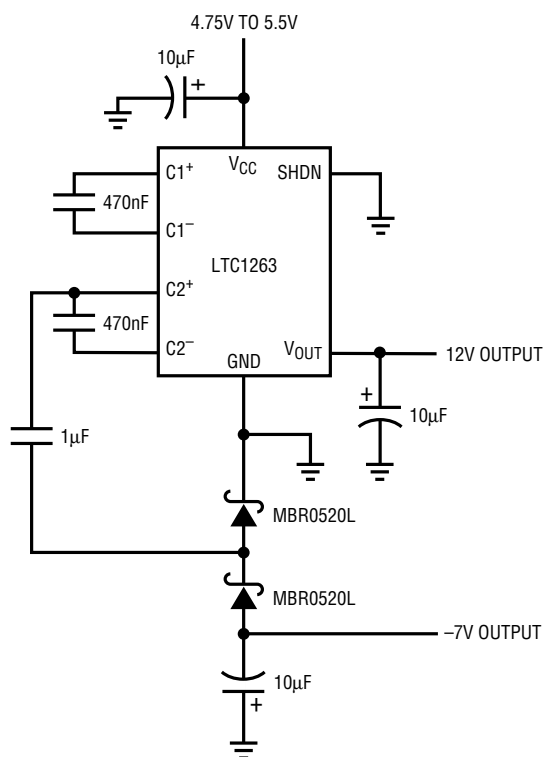 4.75V TO 5.5V
10µF
+
C1+
VCC
SHDN
470nF
C1–
LTC1263
C2+
470nF
C2–
VOUT
12V OUTPUT
GND
+
10µF
1µF
MBR0520L
MBR0520L
–7V OUTPUT
10µF
+